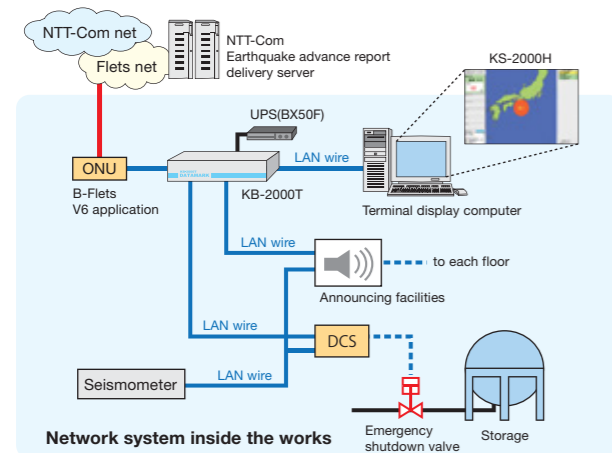 NTT-Com net
Flets net
NTT-Com
Earthquake advance report
delivery server
KS-2000H
UPS(BX50F)
LAN wire
ONU
B-Flets
V6 application
DATAMARK
KB-2000T
Terminal display computer
LAN wire
to each floor
Announcing facilities
LAN wire
DCS
Seismometer
LAN wire
Network system inside the works
Emergency
shutdown valve
Storage